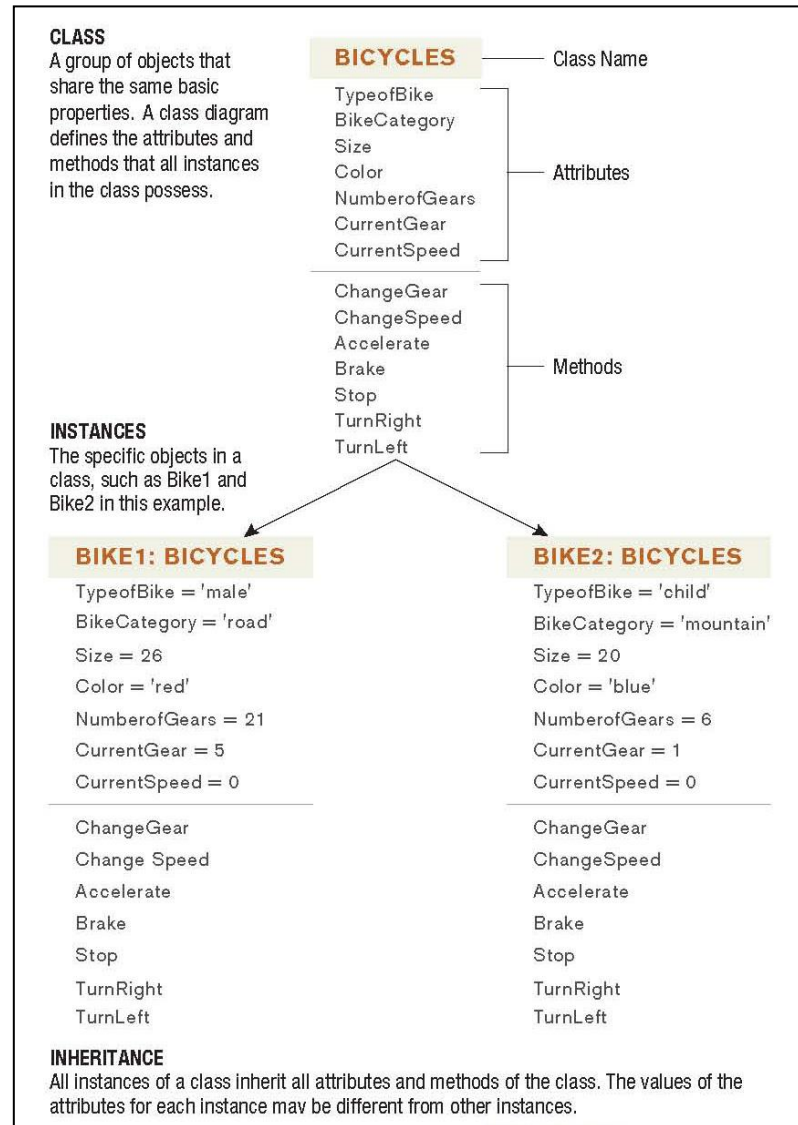 CLASS
A group of objects that
share the same basic
properties. A class diagram
defines the attributes and
methods that all instances
in the class possess.
BICYCLES
Class Name
TypeofBike
BikeCategory
Size
Color
NumberofGears
CurrentGear
CurrentSpeed
Attributes
ChangeGear
ChangeSpeed
Accelerate
Brake
Stop
TurnRight
TurnLeft
Methods
INSTANCES
The specific objects in a
class, such as Bike1 and
Bike2 in this example.
BIKE1: BICYCLES
TypeofBike = 'male'
BikeCategory = 'road'
Size = 26
Color = 'red'
NumberofGears = 21
CurrentGear = 5
CurrentSpeed = 0
ChangeGear
Change Speed
Accelerate
Brake
Stop
TurnRight
TurnLeft
BIKE2: BICYCLES
TypeofBike = 'child'
BikeCategory = 'mountain'
Size = 20
Color = 'blue'
NumberofGears = 6
CurrentGear = 1
CurrentSpeed = 0
ChangeGear
ChangeSpeed
Accelerate
Brake
Stop
TurnRight
TurnLeft
INHERITANCE
All instances of a class inherit all attributes and methods of the class. The values of the
attributes for each instance may be different from other instances.